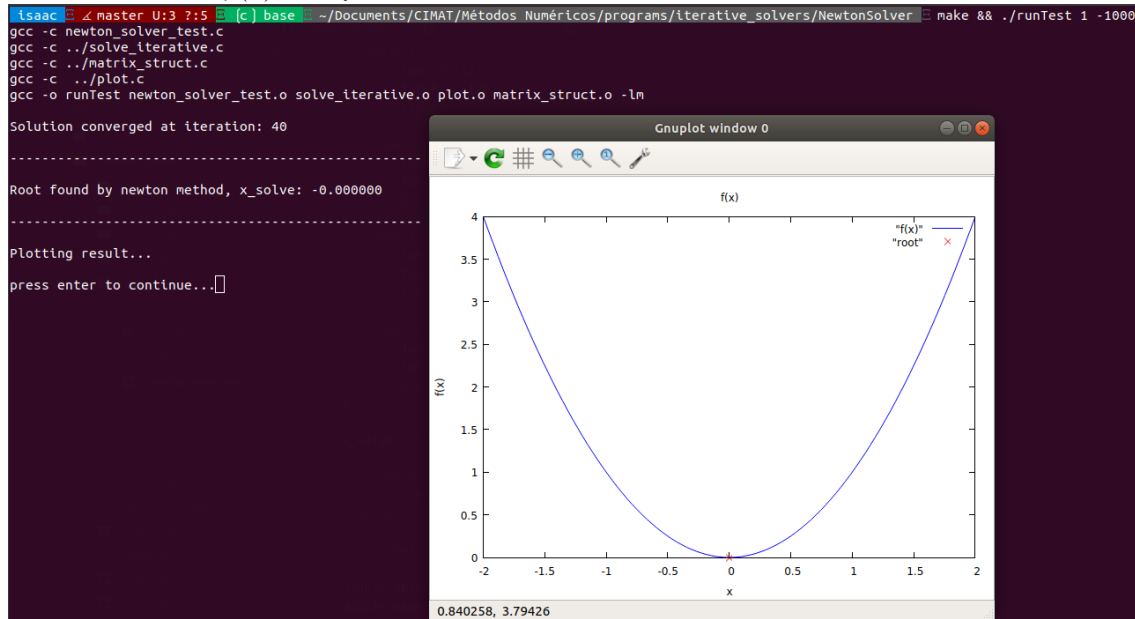 isaac master U:3 ?:5 (c) base ~/Documents/CIMAT/Métodos Numéricos/programs/iterative_solvers/NewtonSolver make && ./runTest 1 -1000
gcc -c newton_solver_test.c
gcc -c ../solve_iterative.c
gcc -c ../matrix_struct.c
gcc -c  ../plot.c
gcc -o runTest newton_solver_test.o solve_iterative.o plot.o matrix_struct.o -lm
Solution converged at iteration: 40
----------------------------------------------------
Root found by newton method, x_solve: -0.000000
----------------------------------------------------
Plotting result...
press enter to continue...
Gnuplot window 0
f(x)
"f(x)"
"root"
4
3.5
3
2.5
2
1.5
1
0.5
0
f(x)
-2 -1.5 -1 -0.5 0 0.5 1 1.5 2
x
0.840258, 3.79426